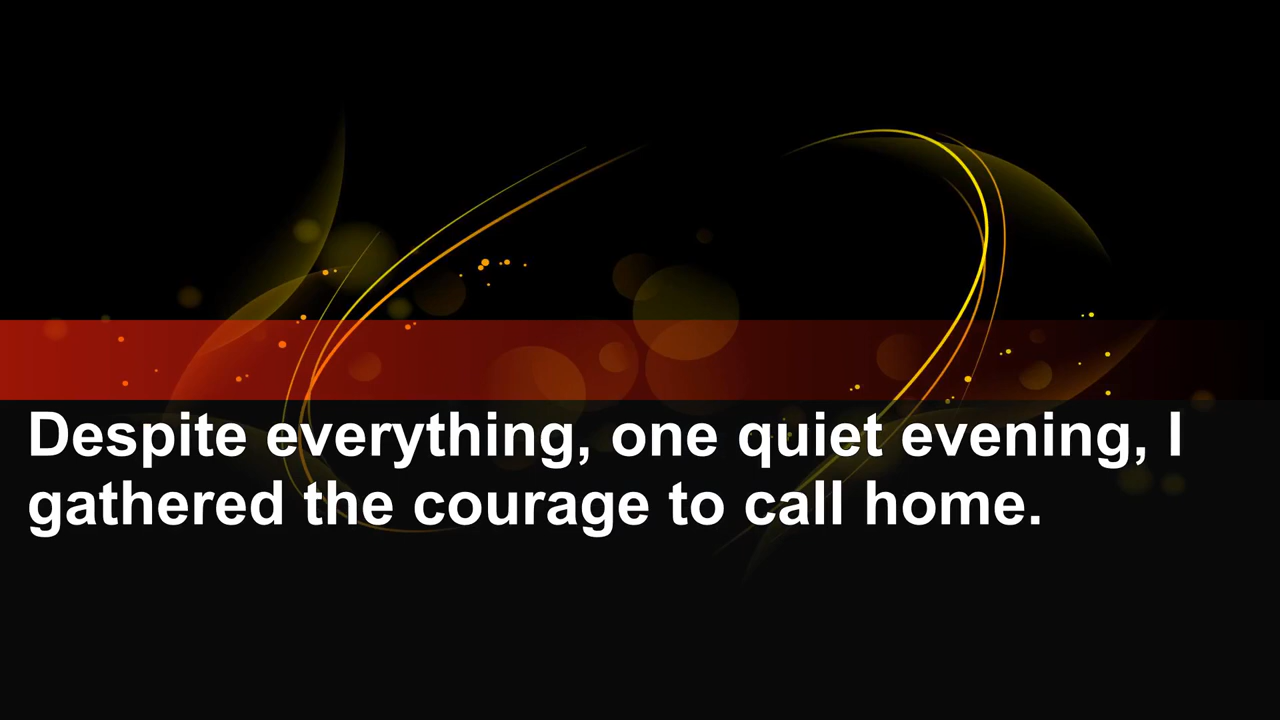 Despite everything, one quiet evening, I
gathered the courage to call home.